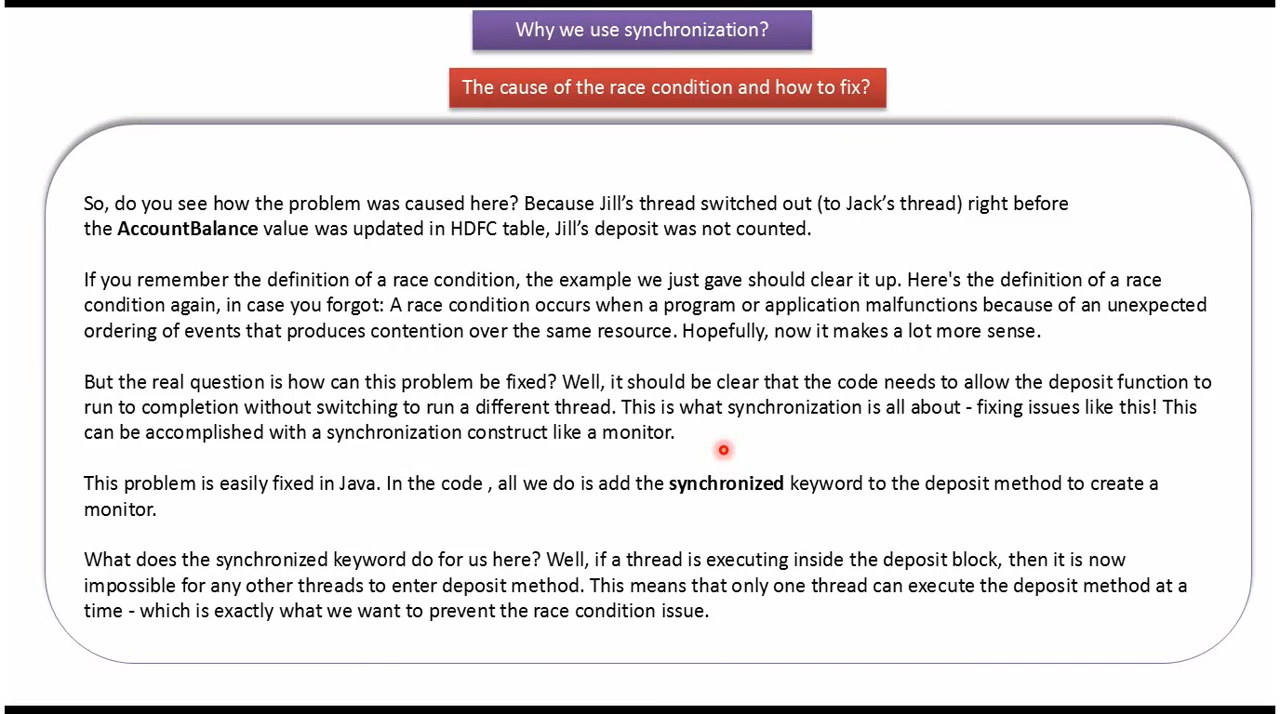 Why we use synchronization?
The cause of the race condition and how to fix?
So, do you see how the problem was caused here? Because Jill’s thread switched out (to Jack’s thread) right before
the AccountBalance value was updated in HDFC table, Jill’s deposit was not counted.
If you remember the definition of a race condition, the example we just gave should clear it up. Here's the definition of a race
condition again, in case you forgot: A race condition occurs when a program or application malfunctions because of an unexpected
ordering of events that produces contention over the same resource. Hopefully, now it makes a lot more sense.
But the real question is how can this problem be fixed? Well, it should be clear that the code needs to allow the deposit function to
run to completion without switching to run a different thread. This is what synchronization is all about - fixing issues like this! This
can be accomplished with a synchronization construct like a monitor.
This problem is easily fixed in Java. In the code , all we do is add the synchronized keyword to the deposit method to create a
monitor.
What does the synchronized keyword do for us here? Well, if a thread is executing inside the deposit block, then it is now
impossible for any other threads to enter deposit method. This means that only one thread can execute the deposit method at a
time - which is exactly what we want to prevent the race condition issue.